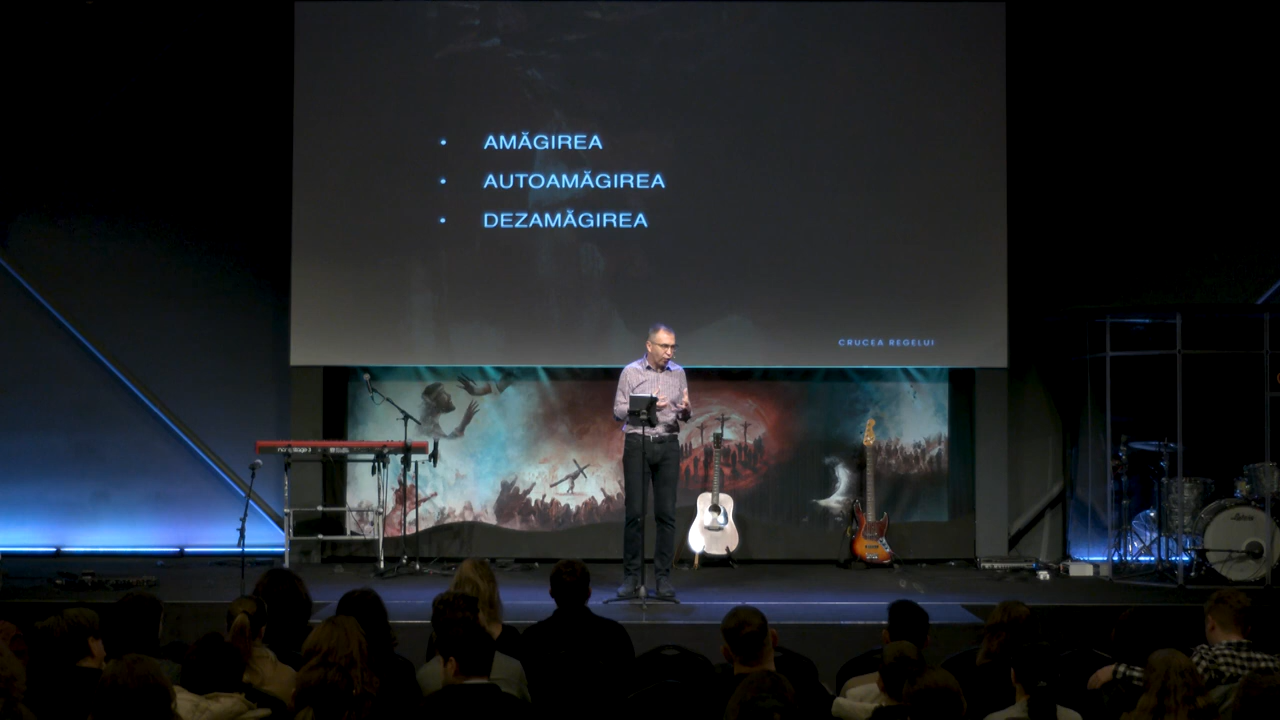 • AMĂGIREA
• AUTOAMĂGIREA
• DEZAMĂGIREA
CRUCEA REGELUI